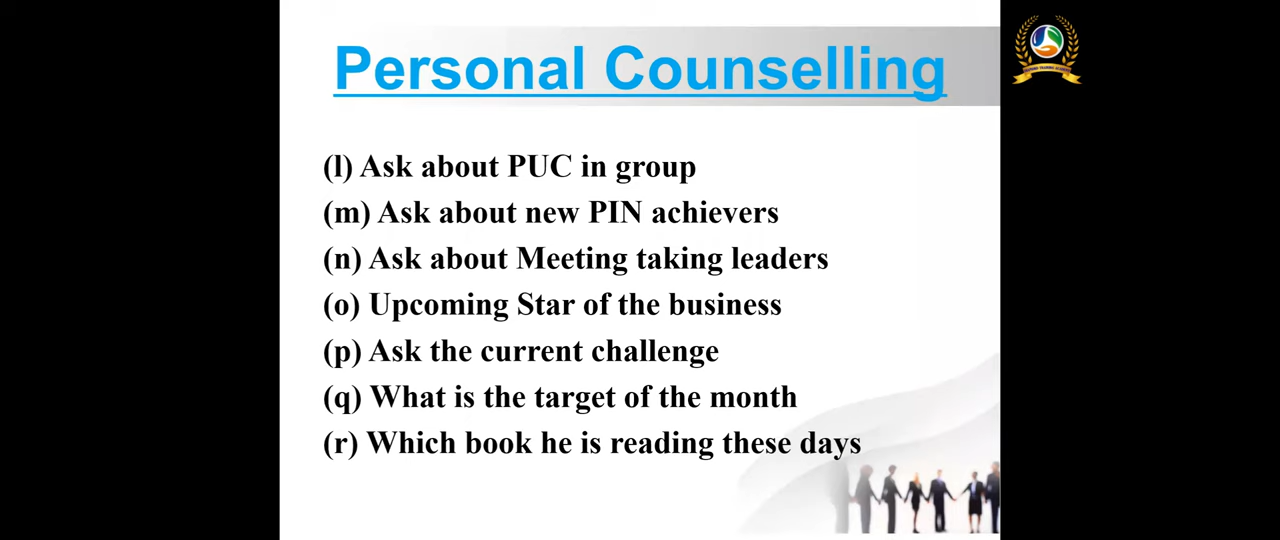 Personal Counselling
(l) Ask about PUC in group
(m) Ask about new PIN achievers
(n) Ask about Meeting taking leaders
(o) Upcoming Star of the business
(p) Ask the current challenge
(q) What is the target of the month
(r) Which book he is reading these days